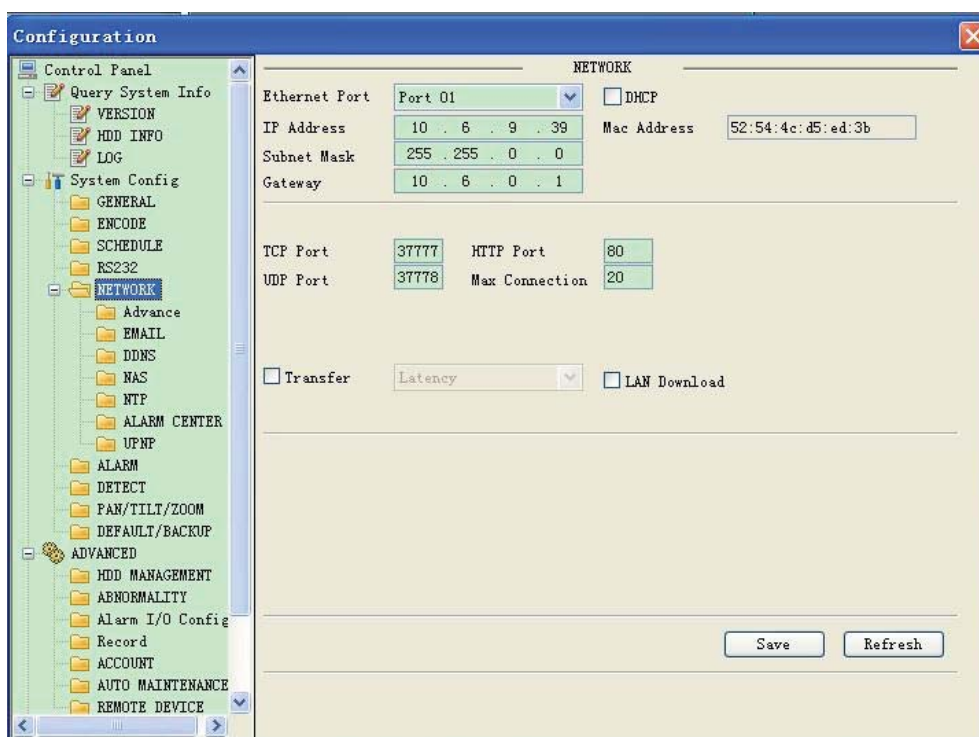 Configuration
Control Panel
Query System Info
VERSION
HDD INFO
LOG
System Config
GENERAL
ENCODE
SCHEDULE
RS232
NETWORK
Advance
EMAIL
DDNS
NAS
NTP
ALARM CENTER
UPNP
ALARM
DETECT
PAN/TILT/ZOOM
DEFAULT/BACKUP
ADVANCED
HDD MANAGEMENT
ABNORMALITY
Alarm I/O Config
Record
ACCOUNT
AUTO MAINTENANCE
REMOTE DEVICE
NETWORK
Ethernet Port Port 01 DHCP
IP Address 10 . 6 . 9 . 39 Mac Address 52:54:4c:d5:ed:3b
Subnet Mask 255 . 255 . 0 . 0
Gateway 10 . 6 . 0 . 1
TCP Port 37777 HTTP Port 80
UDP Port 37778 Max Connection 20
Transfer Latency LAN Download
Save Refresh